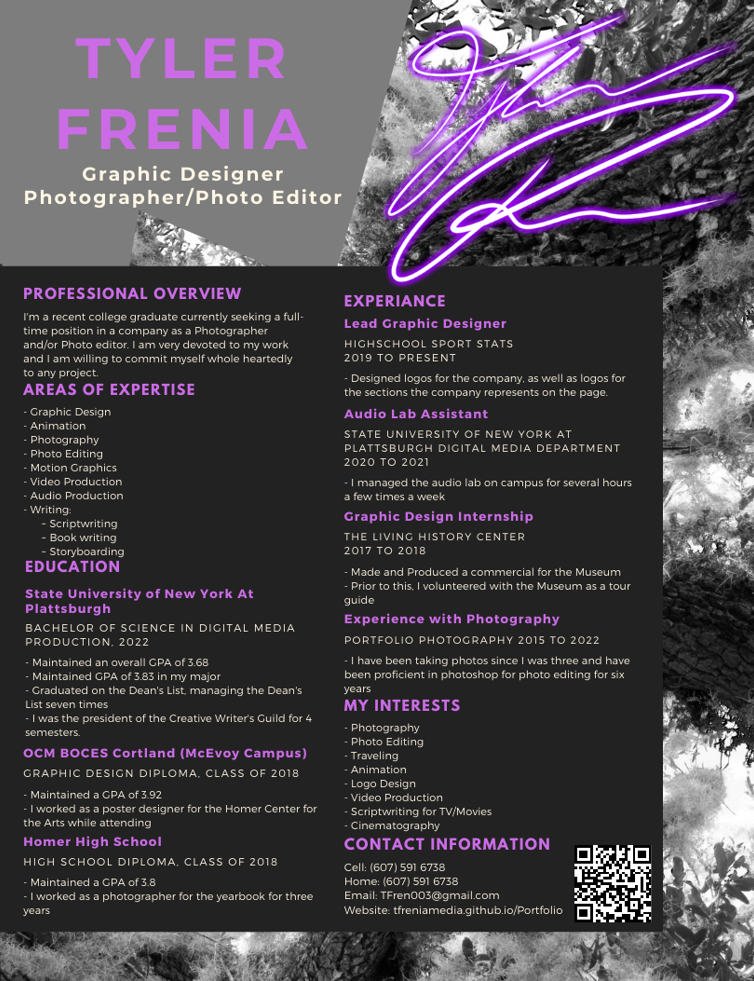 TYLER
FRENIA
Graphic Designer
Photographer/Photo Editor
PROFESSIONAL OVERVIEW
I'm a recent college graduate currently seeking a full-
time position in a company as a Photographer
and/or Photo editor. I am very devoted to my work
and I am willing to commit myself whole heartedly
to any project.
AREAS OF EXPERTISE
- Graphic Design
- Animation
- Photography
- Photo Editing
- Motion Graphics
- Video Production
- Audio Production
- Writing:
- Scriptwriting
- Book writing
- Storyboarding
EDUCATION
State University of New York At
Plattsburgh
BACHELOR OF SCIENCE IN DIGITAL MEDIA
PRODUCTION, 2022
- Maintained an overall GPA of 3.68
- Maintained GPA of 3.83 in my major
- Graduated on the Dean's List, managing the Dean's
List seven times
- I was the president of the Creative Writer's Guild for 4
semesters.
OCM BOCES Cortland (McEvoy Campus)
GRAPHIC DESIGN DIPLOMA, CLASS OF 2018
- Maintained a GPA of 3.92
- I worked as a poster designer for the Homer Center for
the Arts while attending
Homer High School
HIGH SCHOOL DIPLOMA, CLASS OF 2018
- Maintained a GPA of 3.8
- I worked as a photographer for the yearbook for three
years
EXPERIANCE
Lead Graphic Designer
HIGHSCHOOL SPORT STATS
2019 TO PRESENT
- Designed logos for the company, as well as logos for
the sections the company represents on the page.
Audio Lab Assistant
STATE UNIVERSITY OF NEW YORK AT
PLATTSBURGH DIGITAL MEDIA DEPARTMENT
2020 TO 2021
- I managed the audio lab on campus for several hours
a few times a week
Graphic Design Internship
THE LIVING HISTORY CENTER
2017 TO 2018
- Made and Produced a commercial for the Museum
- Prior to this, I volunteered with the Museum as a tour
guide
Experience with Photography
PORTFOLIO PHOTOGRAPHY 2015 TO 2022
- I have been taking photos since I was three and have
been proficient in photoshop for photo editing for six
years
MY INTERESTS
- Photography
- Photo Editing
- Traveling
- Animation
- Logo Design
- Video Production
- Scriptwriting for TV/Movies
- Cinematography
CONTACT INFORMATION
Cell: (607) 591 6738
Home: (607) 591 6738
Email: TFren003@gmail.com
Website: tfreniamedia.github.io/Portfolio